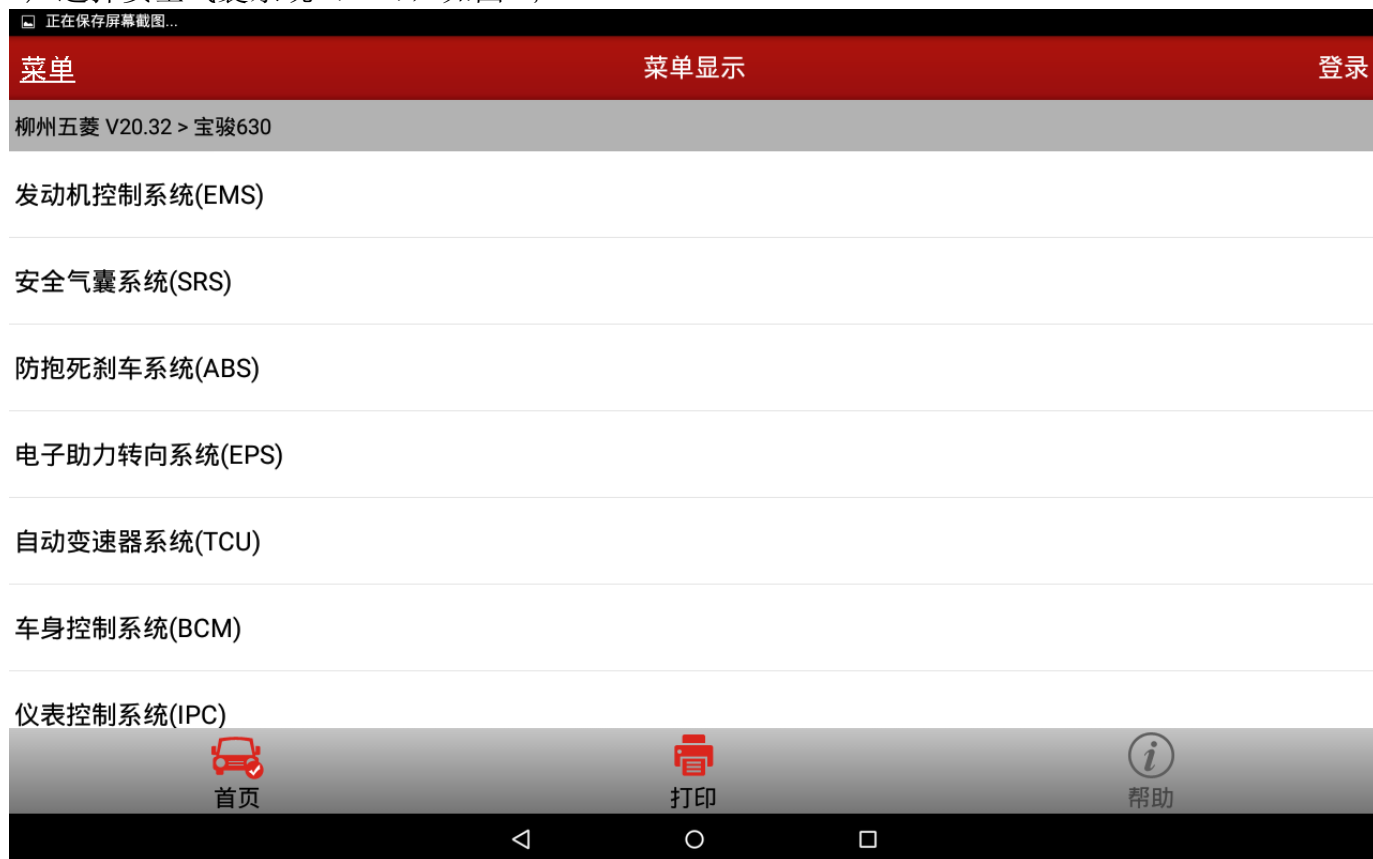 正在保存屏幕截图...
菜单 菜单显示 登录
柳州五菱 V20.32 > 宝骏630
发动机控制系统(EMS)
安全气囊系统(SRS)
防抱死刹车系统(ABS)
电子助力转向系统(EPS)
自动变速器系统(TCU)
车身控制系统(BCM)
仪表控制系统(IPC)
首页 打印 帮助